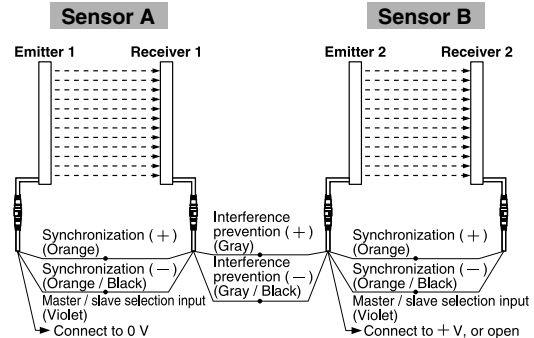 Sensor A
Sensor B
Emitter 1
Receiver 1
Emitter 2
Receiver 2
Synchronization (+)
(Orange)
Synchronization (−)
(Orange / Black)
Master / slave selection input
(Violet)
Connect to 0 V
Interference
prevention (+)
(Gray)
Interference
prevention (−)
(Gray / Black)
Synchronization (+)
(Orange)
Synchronization (−)
(Orange / Black)
Master / slave selection input
(Violet)
Connect to + V, or open